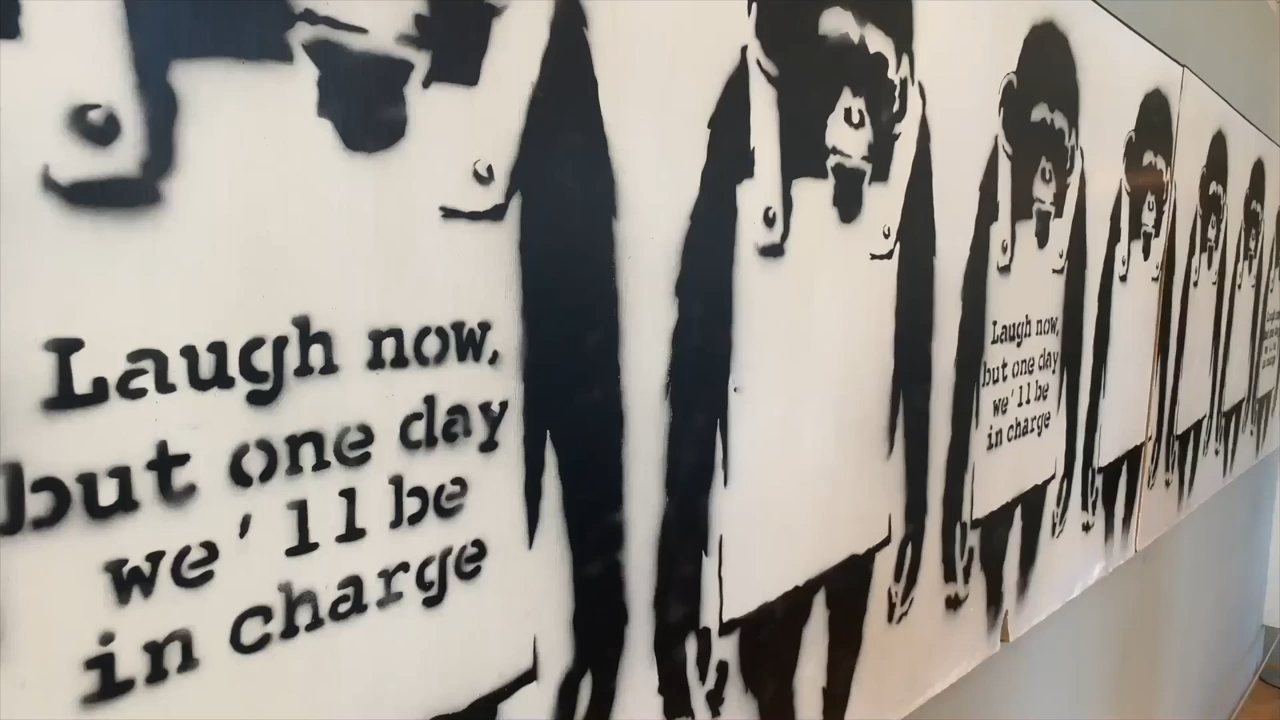 Laugh now,
but one day
we'll be
in charge
Laugh now,
but one day
we'll be
in charge